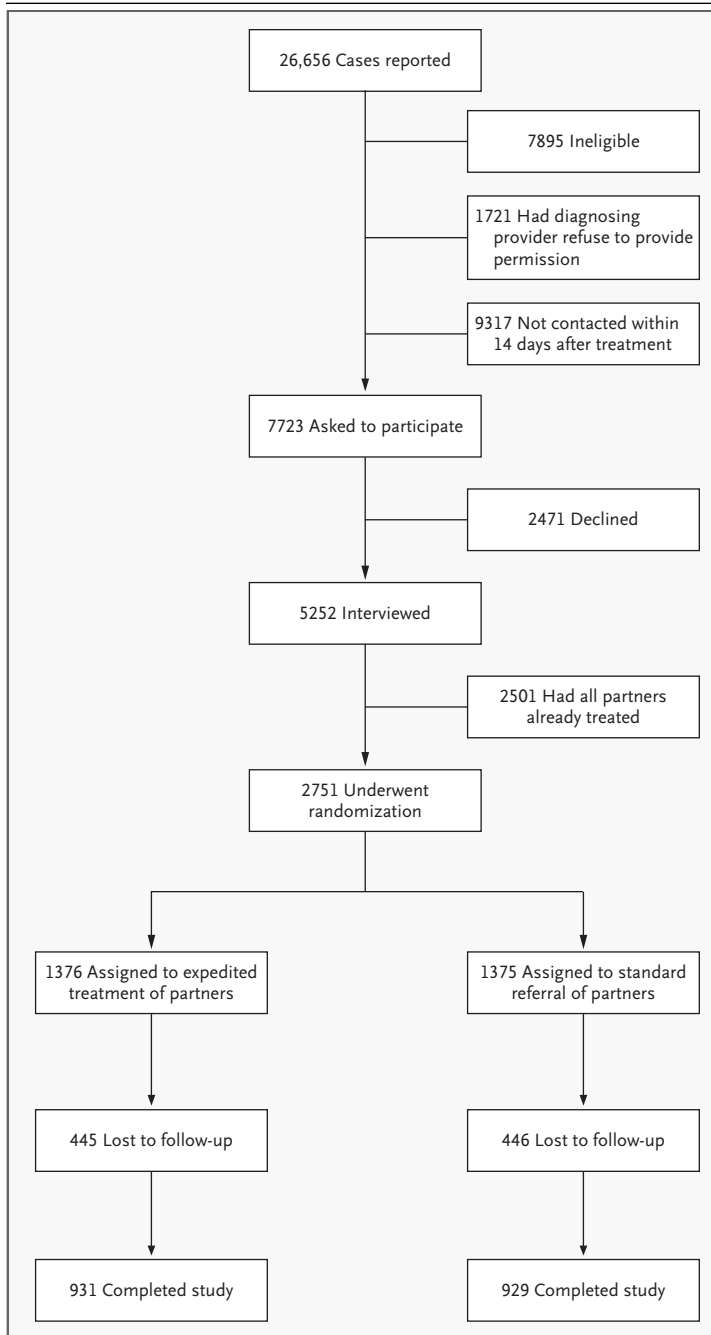 26,656 Cases reported
7895 Ineligible
1721 Had diagnosing
provider refuse to provide
permission
9317 Not contacted within
14 days after treatment
7723 Asked to participate
2471 Declined
5252 Interviewed
2501 Had all partners
already treated
2751 Underwent
randomization
1376 Assigned to expedited
treatment of partners
1375 Assigned to standard
referral of partners
445 Lost to follow-up
446 Lost to follow-up
931 Completed study
929 Completed study